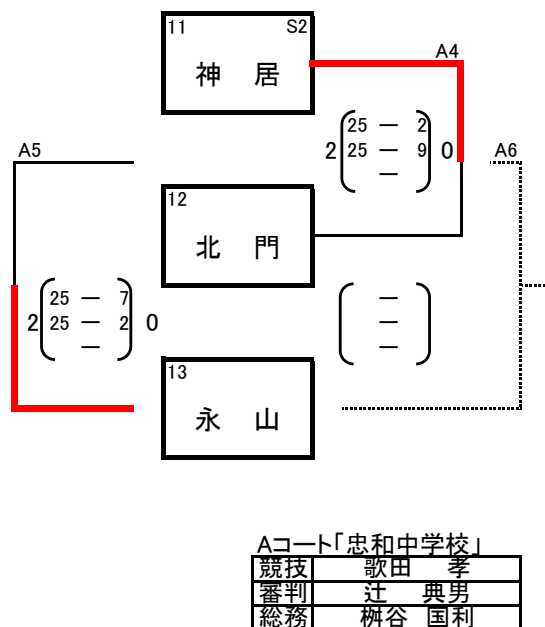 11 S2
神 居
A4
25 — 2
2 25 — 9 0
—
A5
A6
12
北 門
25 — 7
2 25 — 2 0
—
—
—
—
13
永 山
Aコート「忠和中学校」
競技 歌田 孝
審判 辻 典男
総務 桝谷 国利